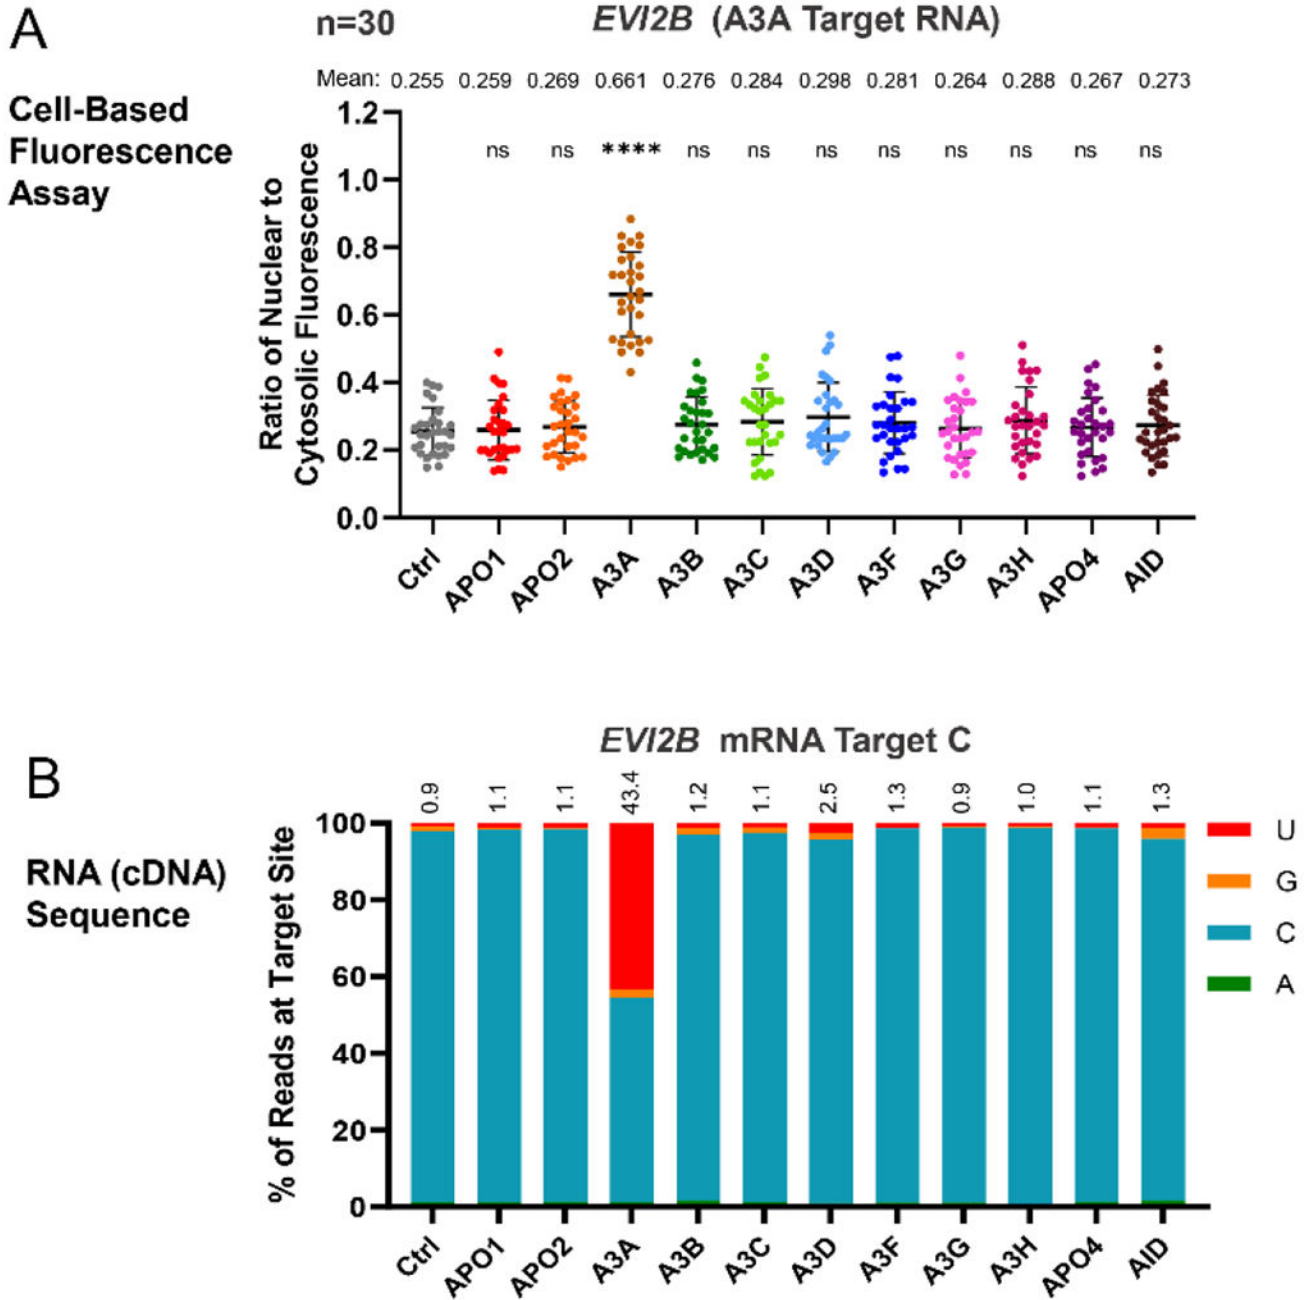 A
n=30
EVI2B (A3A Target RNA)
Mean: 0.255 0.259 0.269 0.661 0.276 0.284 0.298 0.281 0.264 0.288 0.267 0.273
Cell-Based
Fluorescence
Assay
Ratio of Nuclear to
Cytosolic Fluorescence
1.2
1.0
0.8
0.6
0.4
0.2
0.0
ns ns **** ns ns ns ns ns ns ns ns
Ctrl APO1 APO2 A3A A3B A3C A3D A3F A3G A3H APO4 AID
B
EVI2B mRNA Target C
RNA (cDNA)
Sequence
% of Reads at Target Site
0.9 1.1 1.1 43.4 1.2 1.1 2.5 1.3 0.9 1.0 1.1 1.3
100
80
60
40
20
0
U
G
C
A
Ctrl APO1 APO2 A3A A3B A3C A3D A3F A3G A3H APO4 AID